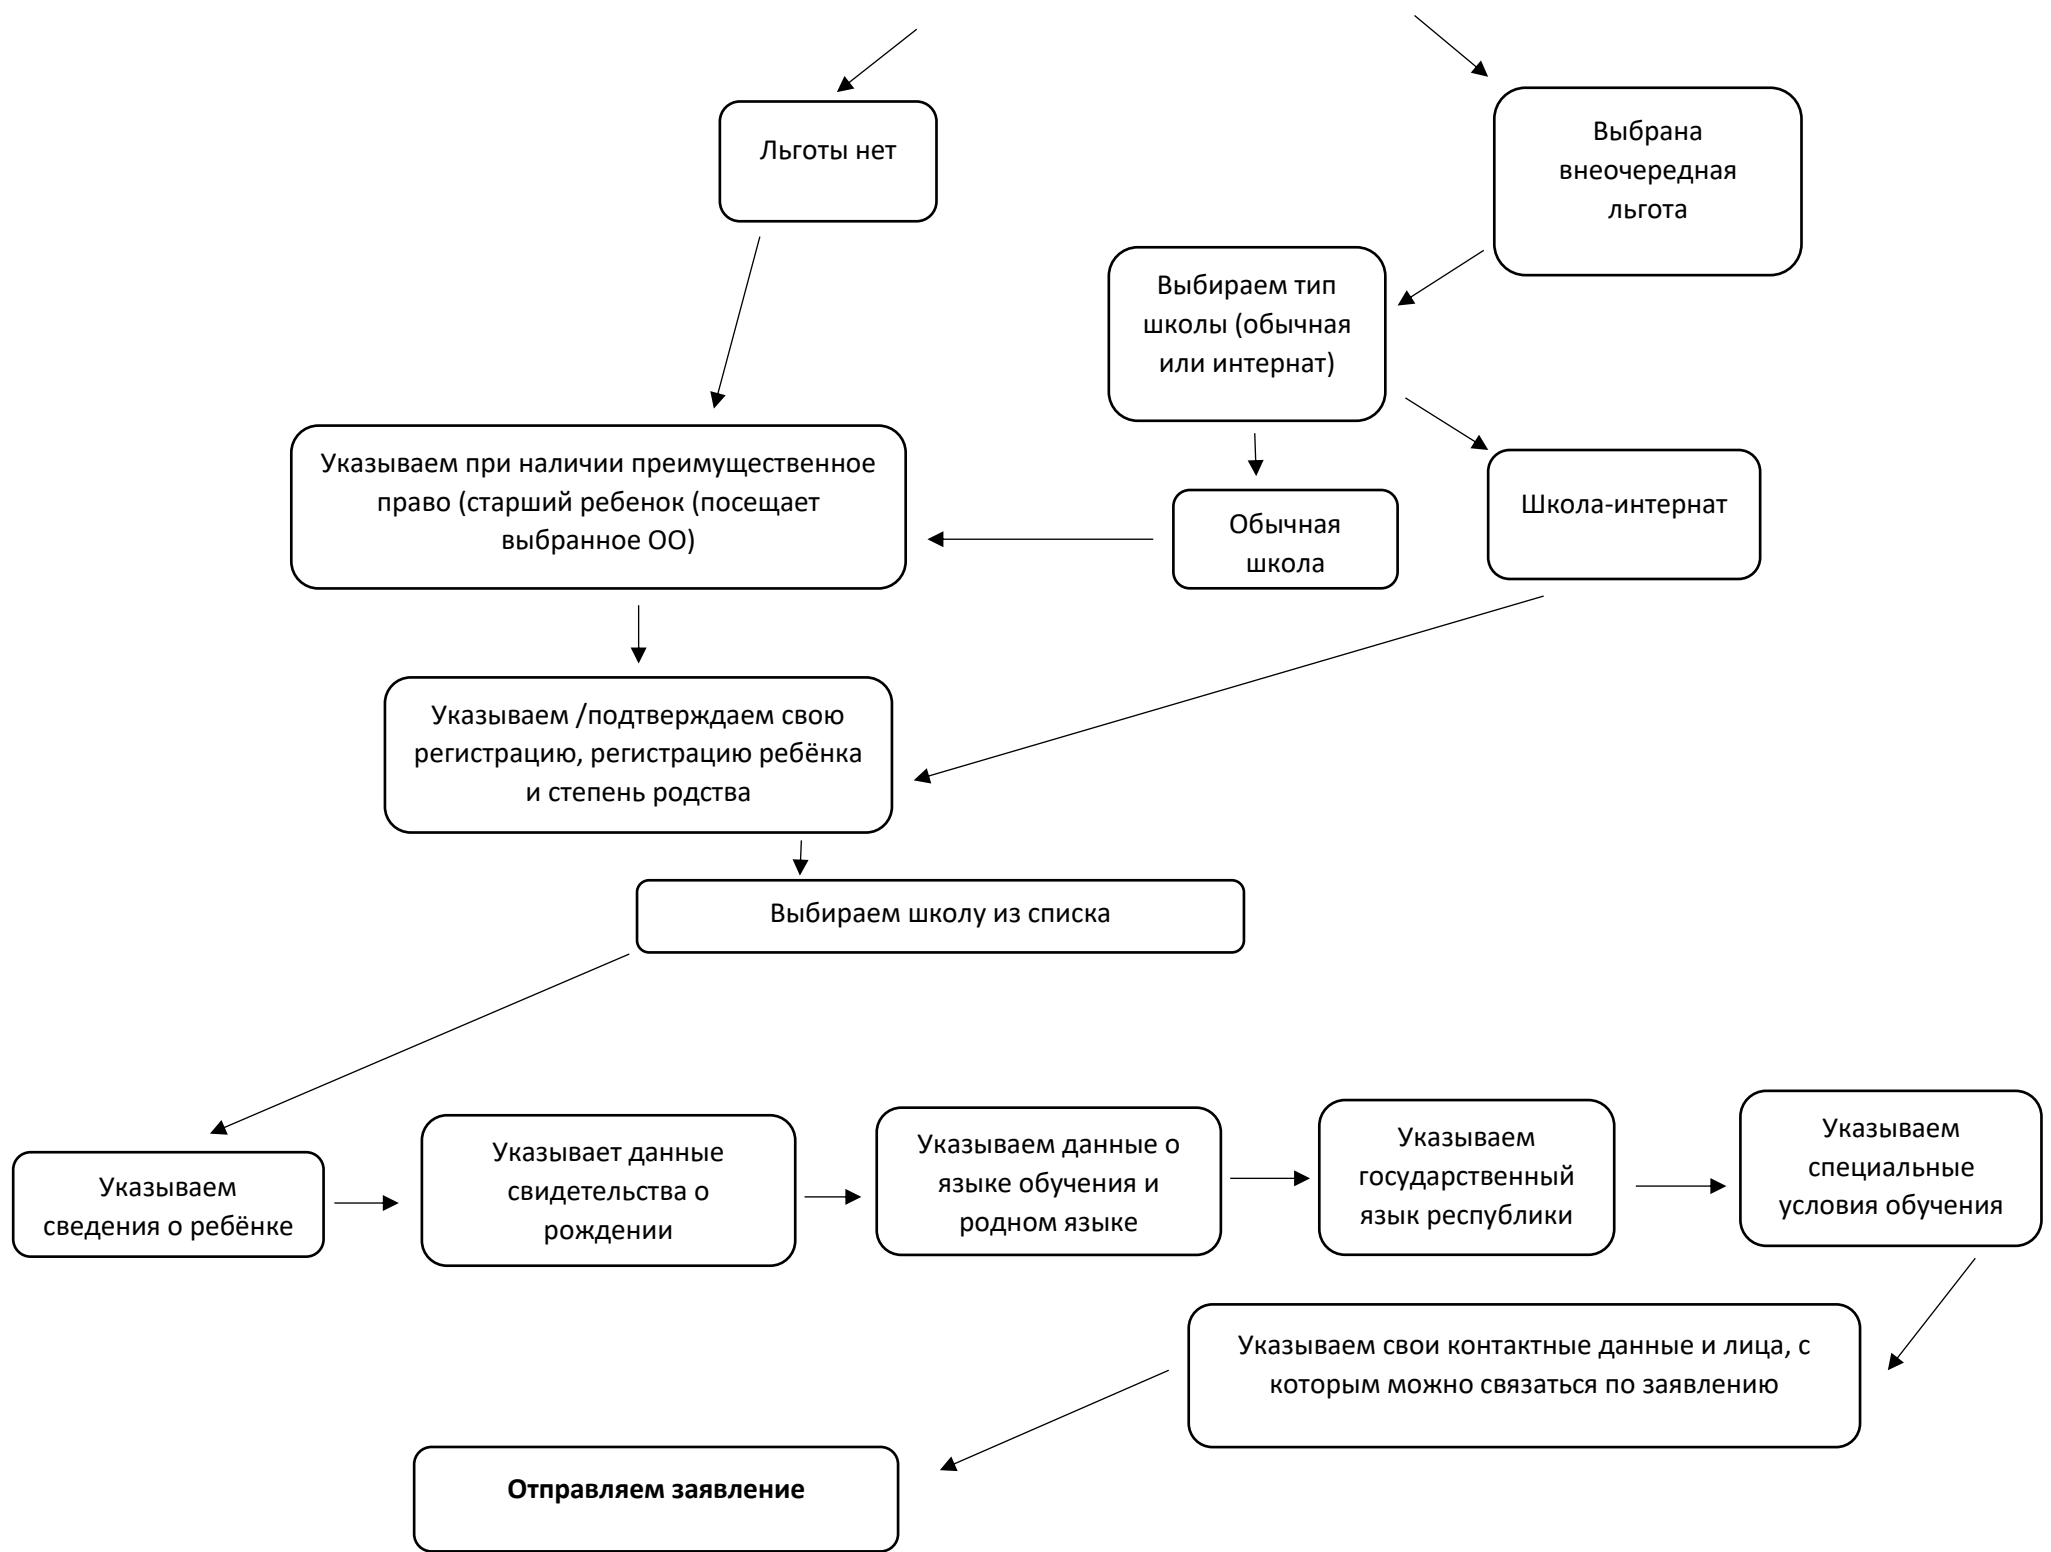 Льготы нет
Выбрана
внеочередная
льгота
Выбираем тип
школы (обычная
или интернат)
Указываем при наличии преимущественное
право (старший ребенок (посещает
выбранное ОО)
Обычная
школа
Школа-интернат
Указываем /подтверждаем свою
регистрацию, регистрацию ребёнка
и степень родства
Выбираем школу из списка
Указываем
сведения о ребёнке
Указывает данные
свидетельства о
рождении
Указываем данные о
языке обучения и
родном языке
Указываем
государственный
язык республики
Указываем
специальные
условия обучения
Указываем свои контактные данные и лица, с
которым можно связаться по заявлению
Отправляем заявление